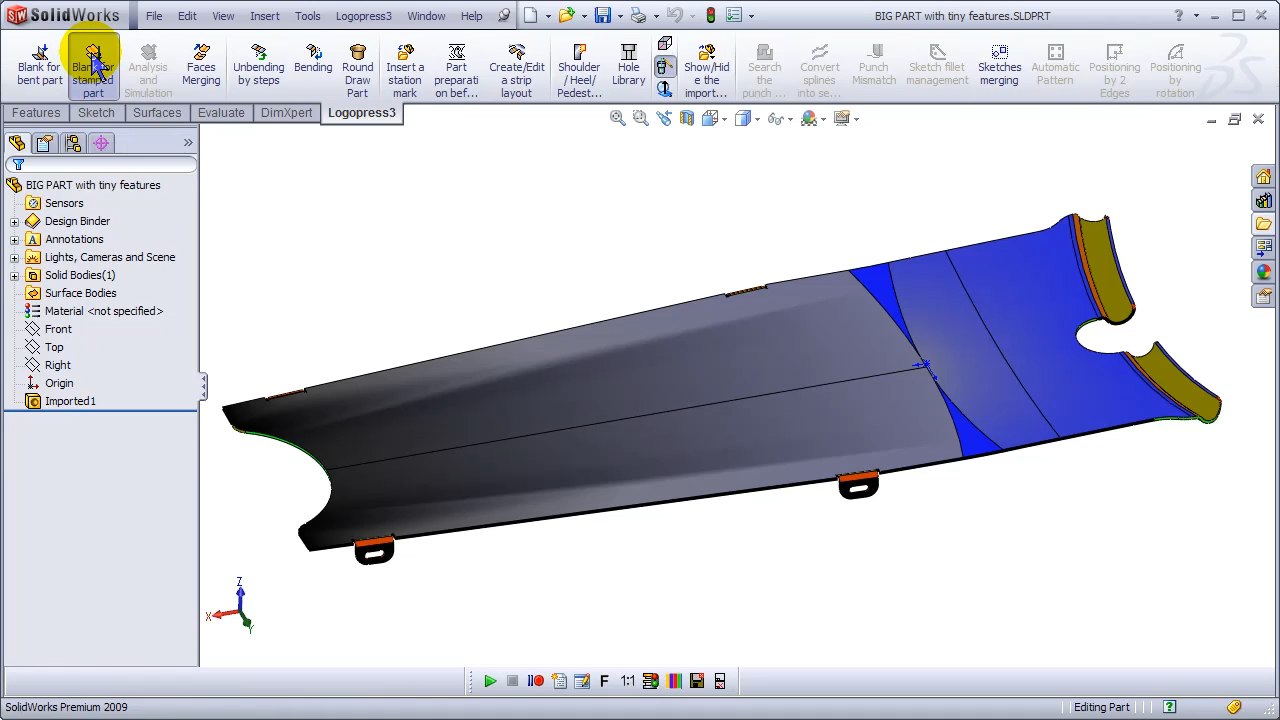 SolidWorks File Edit View Insert Tools Logopress3 Window Help BIG PART with tiny features.SLDPRT
Blank for bent part
stamped part
Analysis and Simulation
Faces Merging
Unbending by steps
Bending
Round Draw Part
Insert a station mark
Part preparati on bef...
Create/Edit a strip layout
Shoulder / Heel/ Pedest...
Hole Library
Show/Hid e the import...
Search the punch ...
Convert splines into se...
Punch Mismatch
Sketch fillet management
Sketches merging
Automatic Pattern
Positioning by 2 Edges
Positioning by rotation
Features Sketch Surfaces Evaluate DimXpert Logopress3
BIG PART with tiny features
Sensors
Design Binder
Annotations
Lights, Cameras and Scene
Solid Bodies(1)
Surface Bodies
Material <not specified>
Front
Top
Right
Origin
Imported1
Z
X
Y
F 1:1
SolidWorks Premium 2009 Editing Part